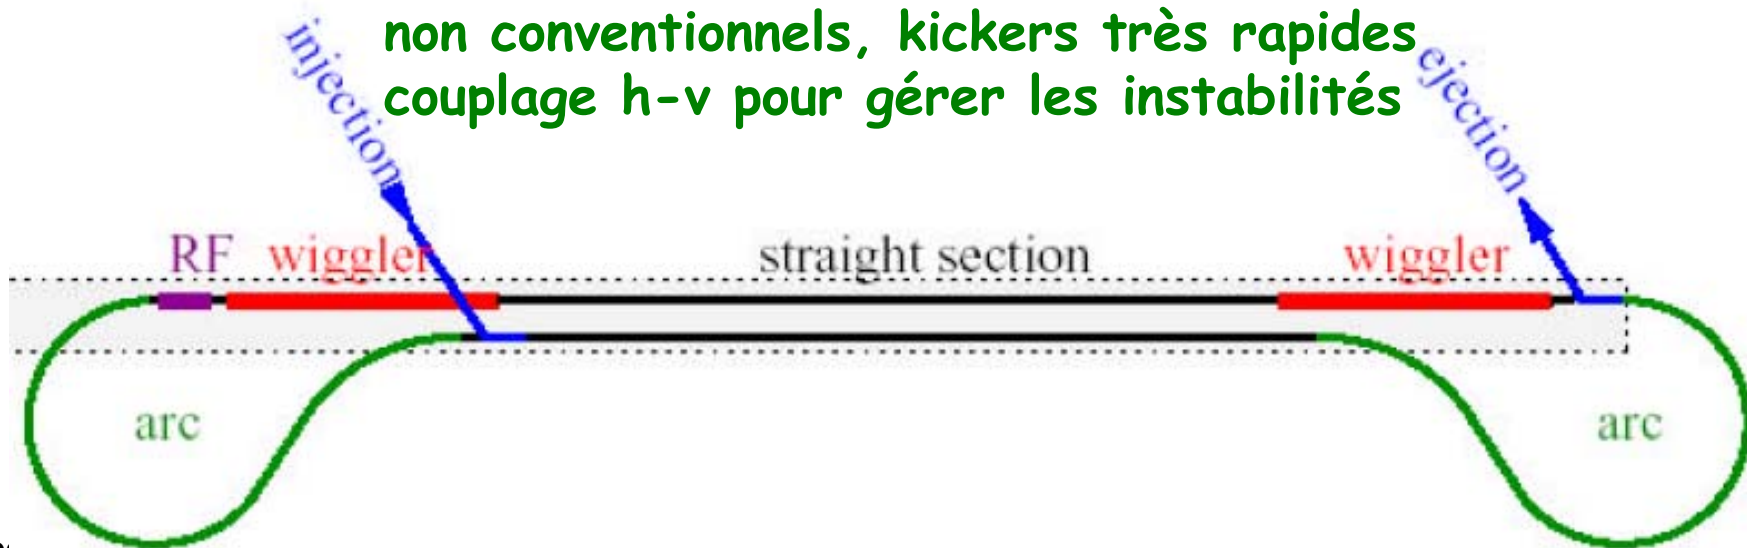 non conventionnels, kickers très rapides
couplage h-v pour gérer les instabilités
injection
ejection
RF
wiggler
straight section
wiggler
arc
arc